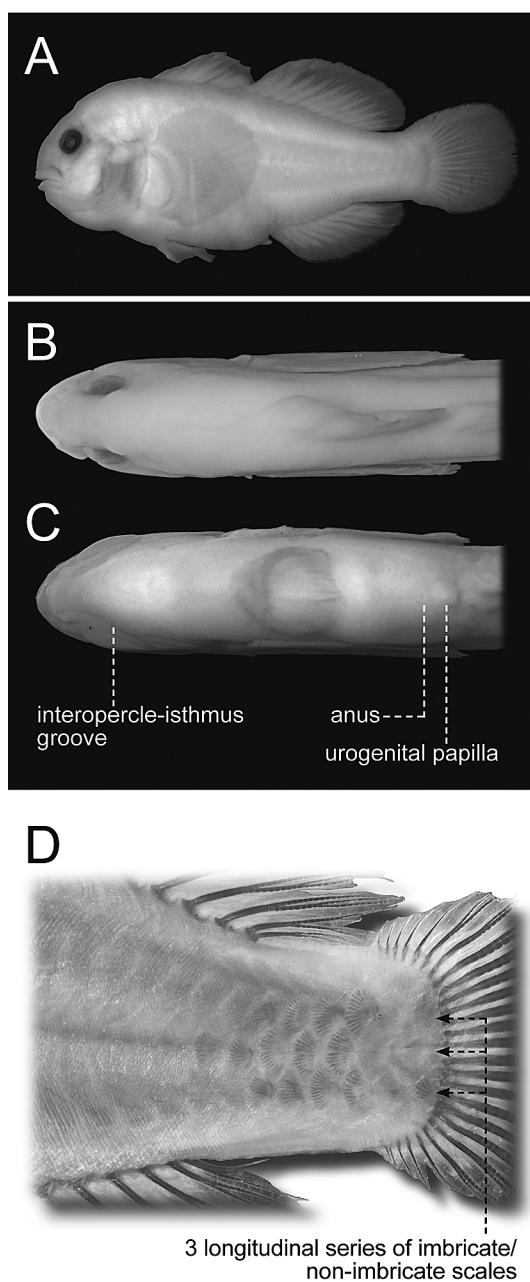 A
B
C
interopercle-isthmus
groove
anus
urogenital papilla
D
3 longitudinal series of imbricate/
non-imbricate scales